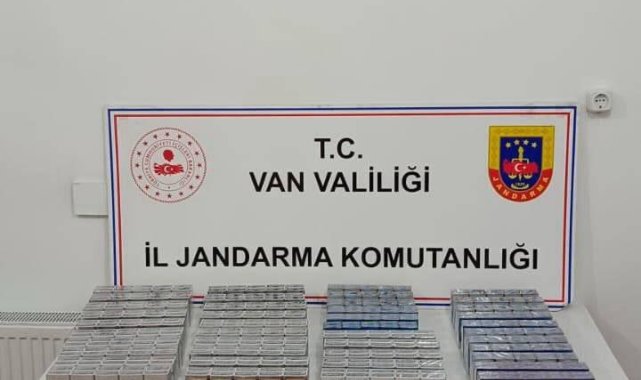 T.C.
VAN VALİLİĞİ
JANDARMA
İL JANDARMA KOMUTANLIĞI